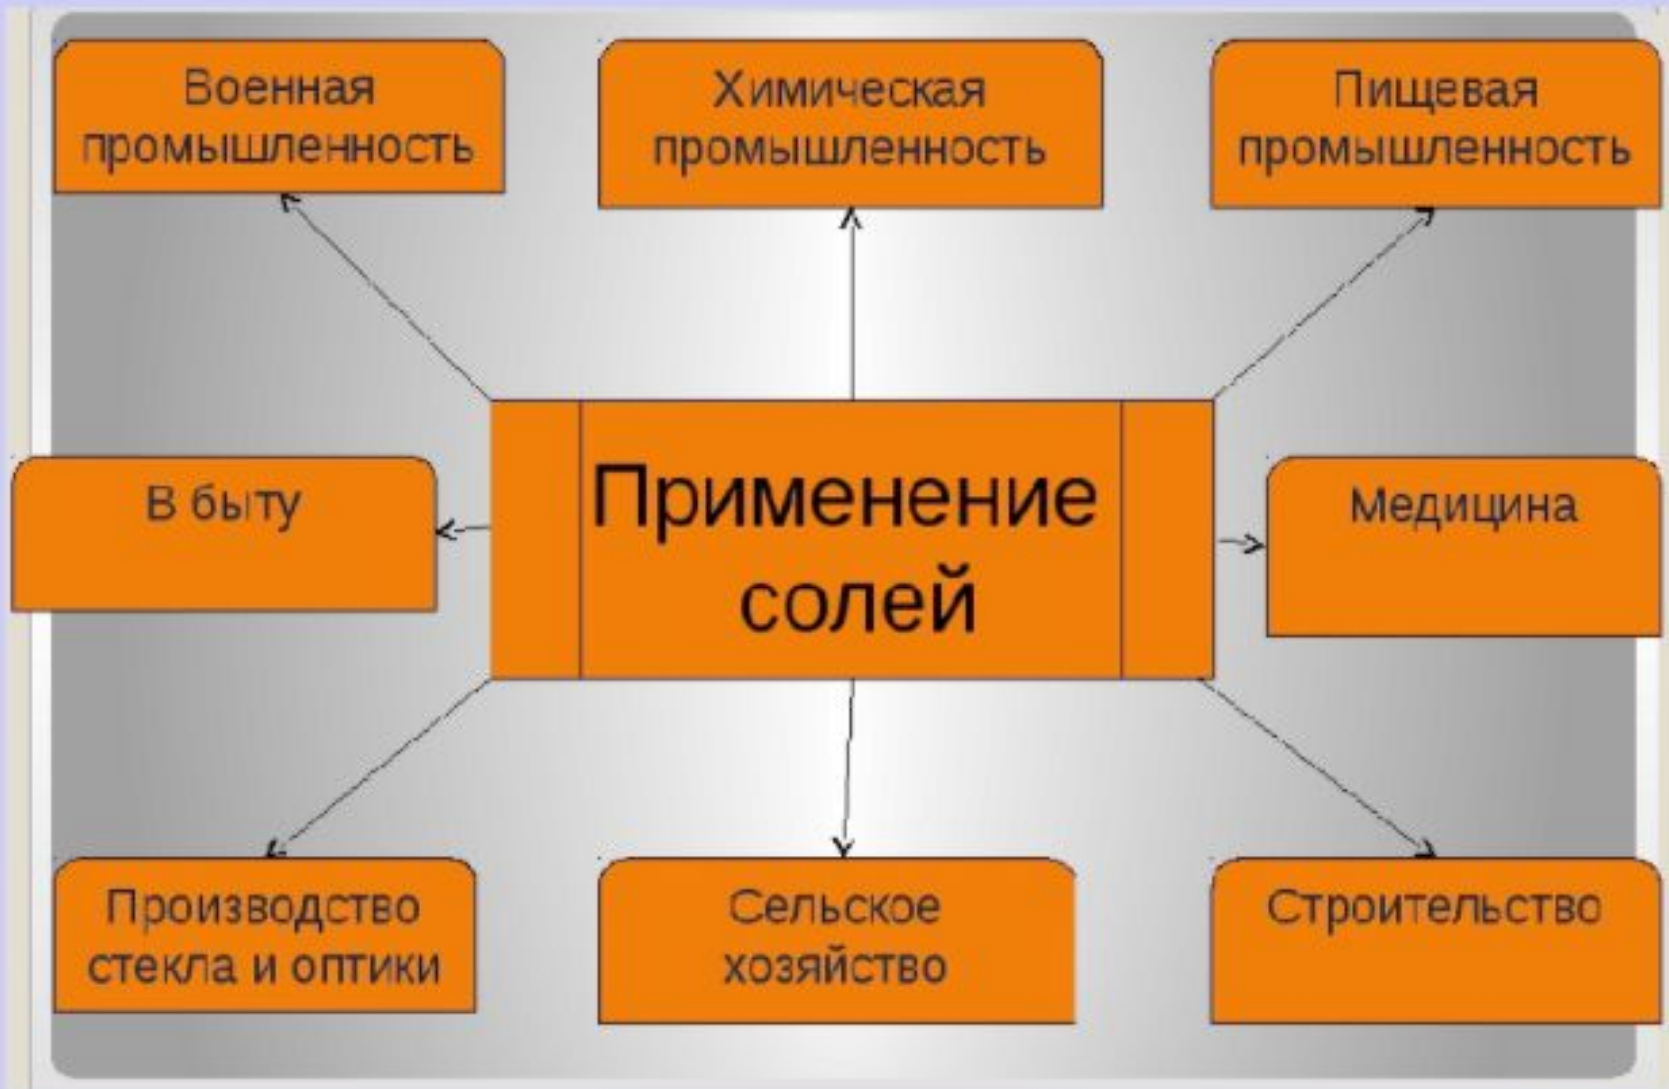 Военная
промышленность
Химическая
промышленность
Пищевая
промышленность
В быту
Применение
солей
Медицина
Производство
стекла и оптики
Сельское
хозяйство
Строительство